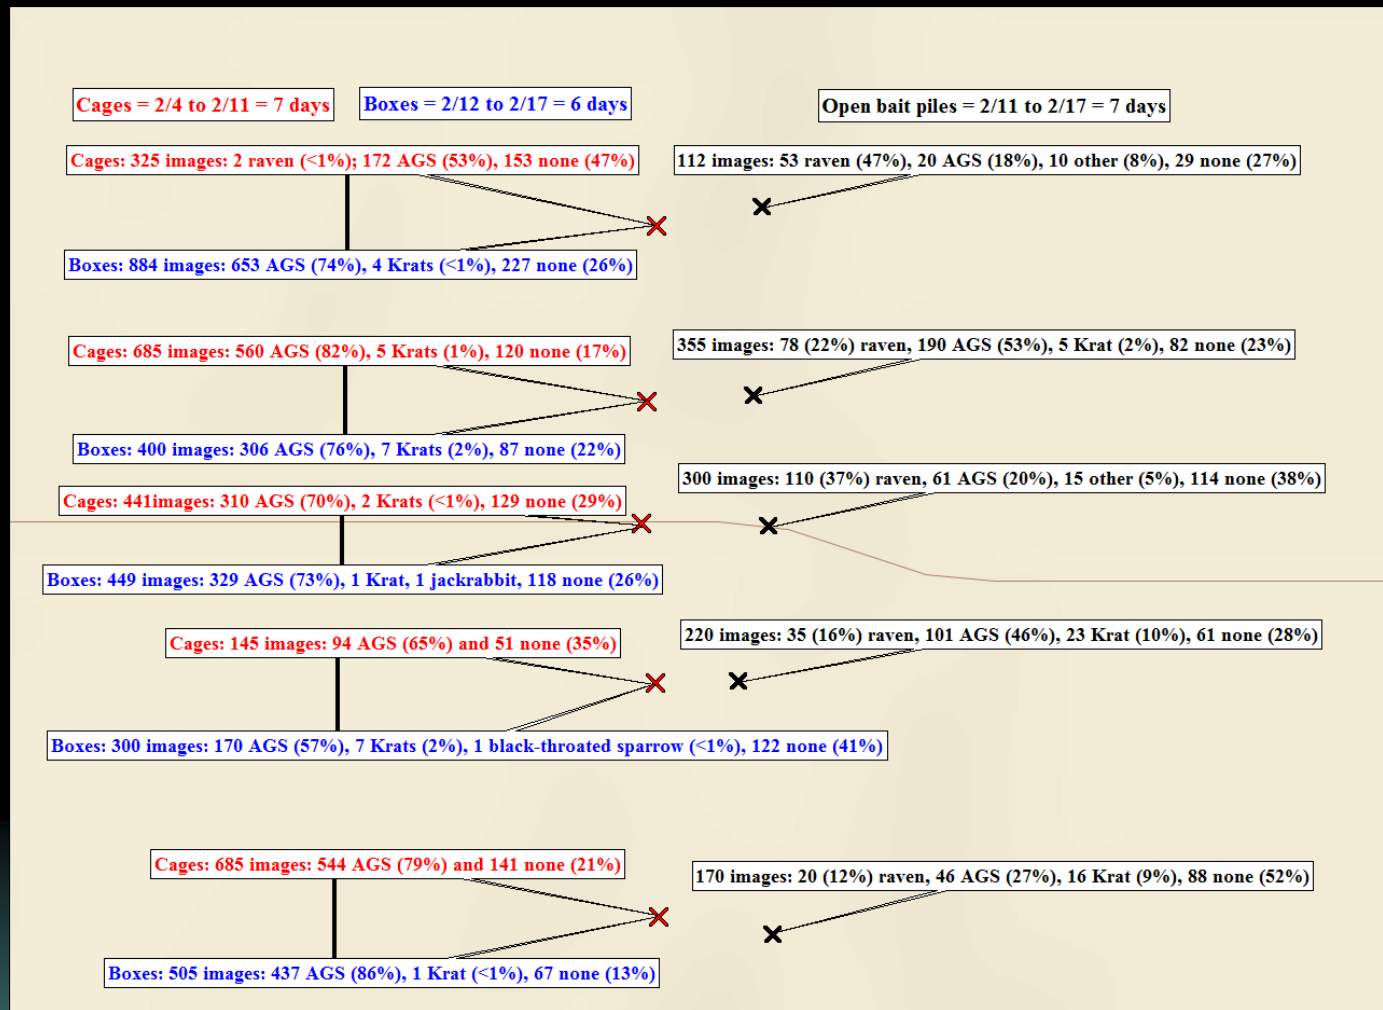 Cages = 2/4 to 2/11 = 7 days
Boxes = 2/12 to 2/17 = 6 days
Open bait piles = 2/11 to 2/17 = 7 days
Cages: 325 images: 2 raven (<1%); 172 AGS (53%), 153 none (47%)
112 images: 53 raven (47%), 20 AGS (18%), 10 other (8%), 29 none (27%)
Boxes: 884 images: 653 AGS (74%), 4 Krats (<1%), 227 none (26%)
Cages: 685 images: 560 AGS (82%), 5 Krats (1%), 120 none (17%)
355 images: 78 (22%) raven, 190 AGS (53%), 5 Krat (2%), 82 none (23%)
Boxes: 400 images: 306 AGS (76%), 7 Krats (2%), 87 none (22%)
300 images: 110 (37%) raven, 61 AGS (20%), 15 other (5%), 114 none (38%)
Cages: 441images: 310 AGS (70%), 2 Krats (<1%), 129 none (29%)
Boxes: 449 images: 329 AGS (73%), 1 Krat, 1 jackrabbit, 118 none (26%)
Cages: 145 images: 94 AGS (65%) and 51 none (35%)
220 images: 35 (16%) raven, 101 AGS (46%), 23 Krat (10%), 61 none (28%)
Boxes: 300 images: 170 AGS (57%), 7 Krats (2%), 1 black-throated sparrow (<1%), 122 none (41%)
Cages: 685 images: 544 AGS (79%) and 141 none (21%)
170 images: 20 (12%) raven, 46 AGS (27%), 16 Krat (9%), 88 none (52%)
Boxes: 505 images: 437 AGS (86%), 1 Krat (<1%), 67 none (13%)